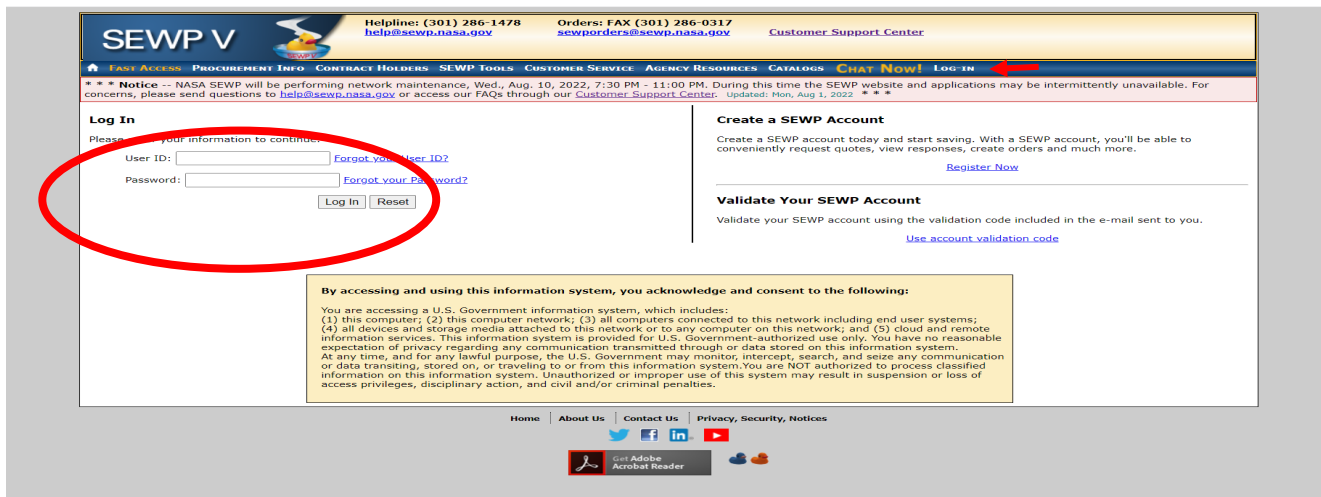 SEWP V
SEWP
Helpline: (301) 286-1478 Orders: FAX (301) 286-0317
help@sewp.nasa.gov sewporders@sewp.nasa.gov Customer Support Center
FAST ACCESS PROCUREMENT INFO CONTRACT HOLDERS SEWP TOOLS CUSTOMER SERVICE AGENCY RESOURCES CATALOGS CHAT NOW! LOG-IN
* * * Notice -- NASA SEWP will be performing network maintenance, Wed., Aug. 10, 2022, 7:30 PM - 11:00 PM. During this time the SEWP website and applications may be intermittently unavailable. For
concerns, please send questions to help@sewp.nasa.gov or access our FAQs through our Customer Support Center. Updated: Mon, Aug 1, 2022 * * *
Log In
Please your information to continue.
User ID: Forgot your User ID?
Password: Forgot your Password?
Log In Reset
Create a SEWP Account
Create a SEWP account today and start saving. With a SEWP account, you'll be able to
conveniently request quotes, view responses, create orders and much more.
Register Now
Validate Your SEWP Account
Validate your SEWP account using the validation code included in the e-mail sent to you.
Use account validation code
By accessing and using this information system, you acknowledge and consent to the following:
You are accessing a U.S. Government information system, which includes:
(1) this computer; (2) this computer network; (3) all computers connected to this network including end user systems;
(4) all devices and storage media attached to this network or to any computer on this network; and (5) cloud and remote
information services. This information system is provided for U.S. Government-authorized use only. You have no reasonable
expectation of privacy regarding any communication transmitted through or data stored on this information system.
At any time, and for any lawful purpose, the U.S. Government may monitor, intercept, search, and seize any communication
or data transiting, stored on, or traveling to or from this information system.You are NOT authorized to process classified
information on this information system. Unauthorized or improper use of this system may result in suspension or loss of
access privileges, disciplinary action, and civil and/or criminal penalties.
Home About Us Contact Us Privacy, Security, Notices
f in
Get Adobe
Acrobat Reader